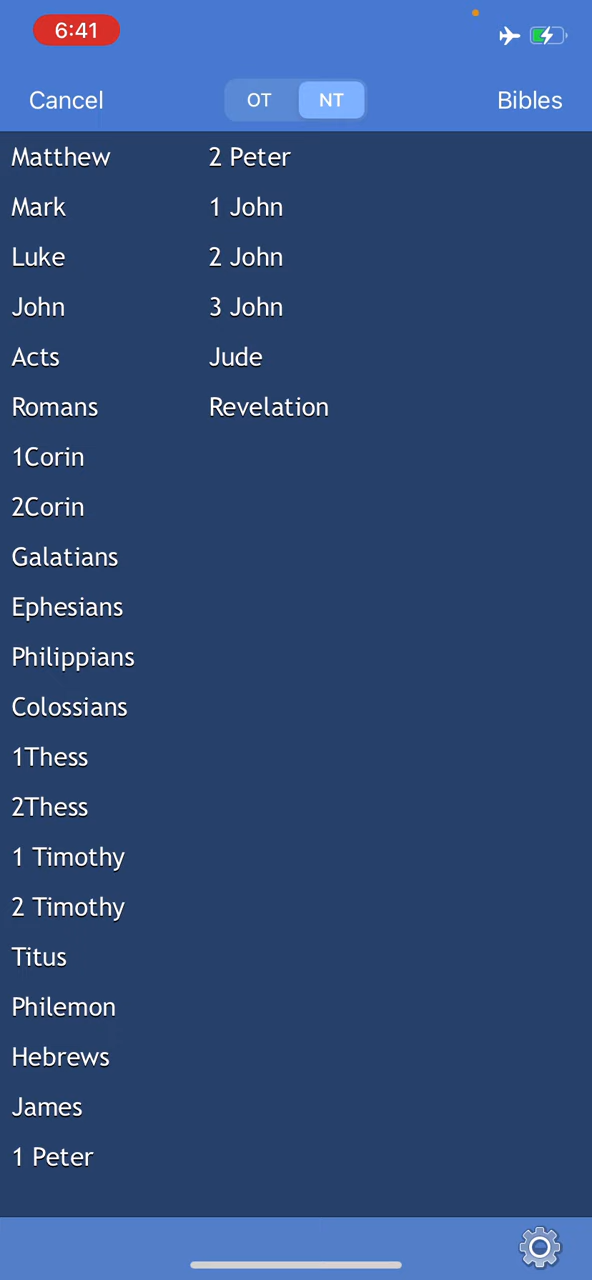 6:41
Cancel
OT
NT
Bibles
Matthew
Mark
Luke
John
Acts
Romans
1Corin
2Corin
Galatians
Ephesians
Philippians
Colossians
1Thess
2Thess
1 Timothy
2 Timothy
Titus
Philemon
Hebrews
James
1 Peter
2 Peter
1 John
2 John
3 John
Jude
Revelation